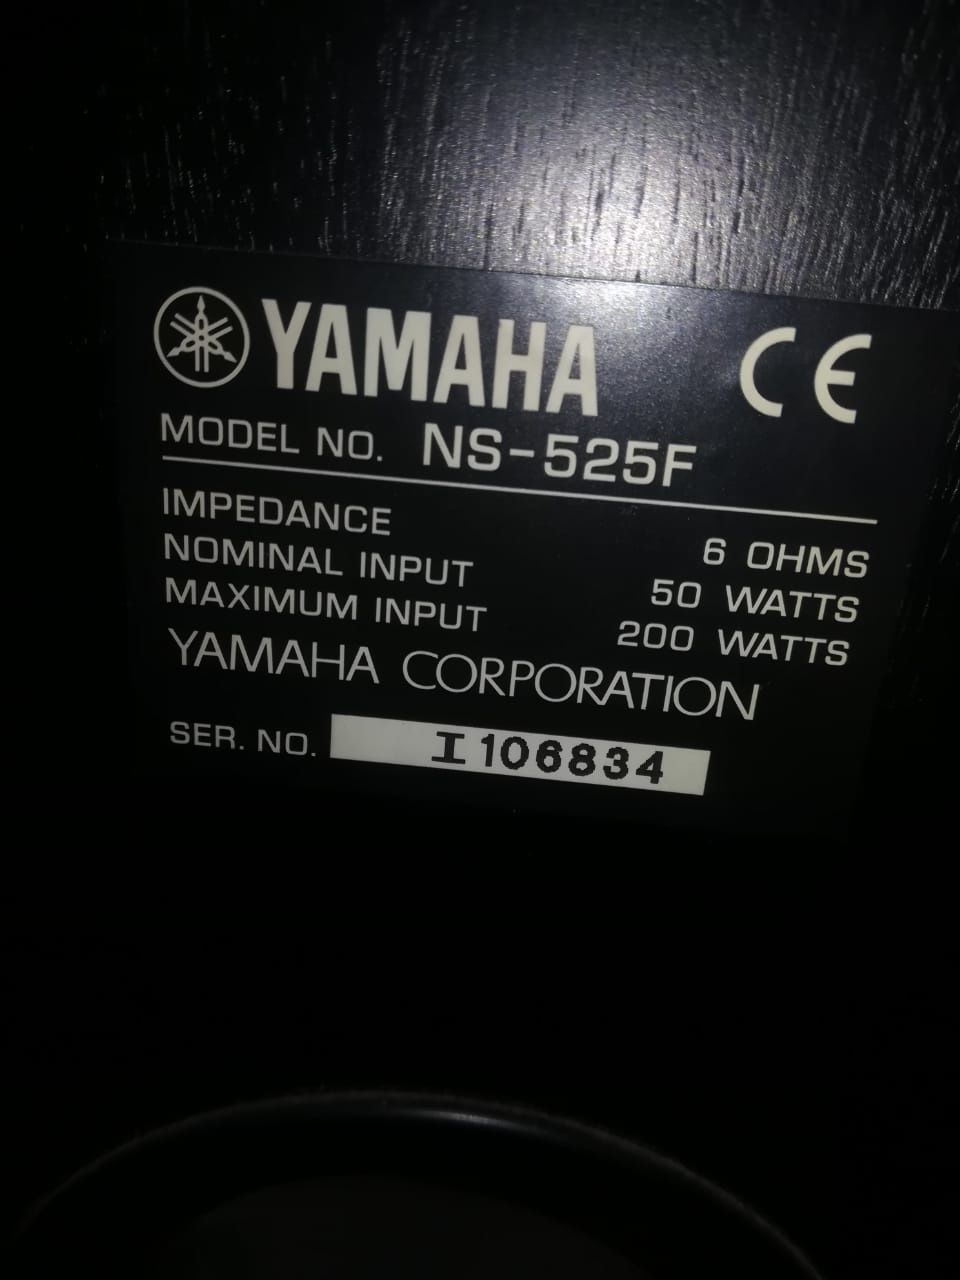 YAMAHA CE
MODEL NO. NS-525F
IMPEDANCE 6 OHMS
NOMINAL INPUT 50 WATTS
MAXIMUM INPUT 200 WATTS
YAMAHA CORPORATION
SER. NO. I106834